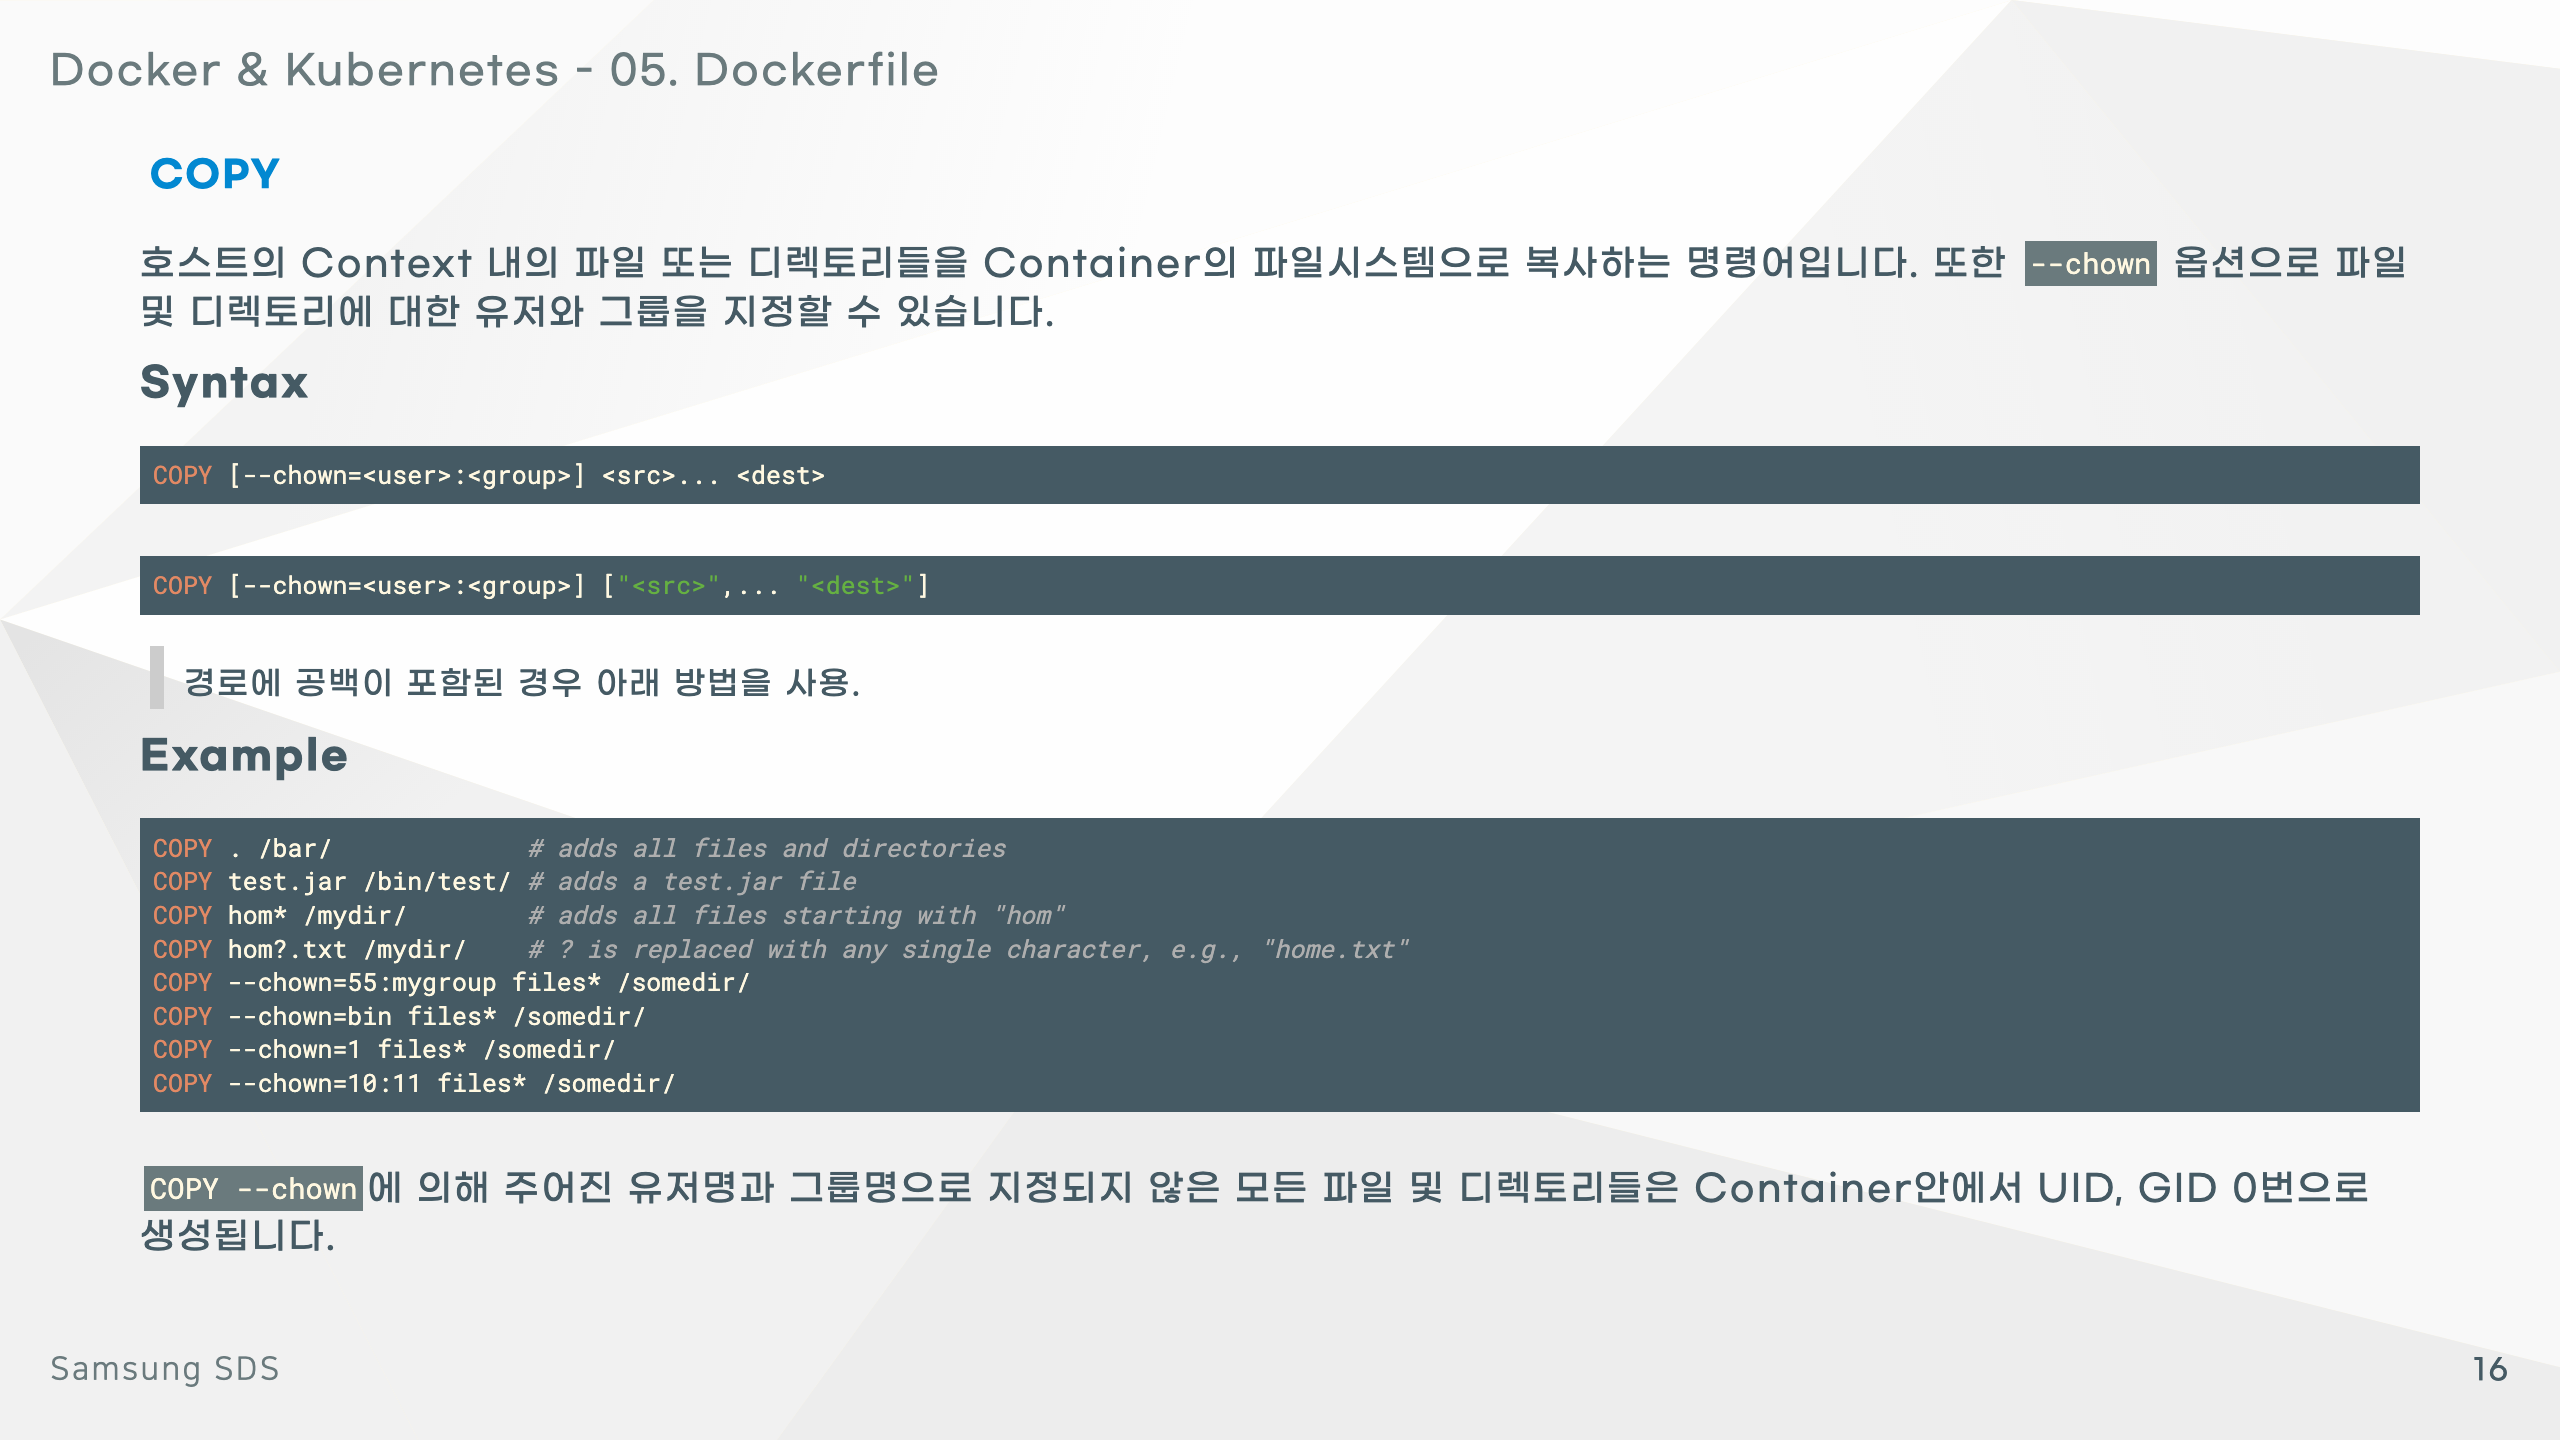 Docker & Kubernetes - 05. Dockerfile
COPY
호스트의 Context 내의 파일 또는 디렉토리들을 Container의 파일시스템으로 복사하는 명령어입니다. 또한 --chown 옵션으로 파일
및 디렉토리에 대한 유저와 그룹을 지정할 수 있습니다.
Syntax
COPY [--chown=<user>:<group>] <src>... <dest>
COPY [--chown=<user>:<group>] ["<src>",... "<dest>"]
경로에 공백이 포함된 경우 아래 방법을 사용.
Example
COPY . /bar/             # adds all files and directories
COPY test.jar /bin/test/ # adds a test.jar file
COPY hom* /mydir/        # adds all files starting with "hom"
COPY hom?.txt /mydir/    # ? is replaced with any single character, e.g., "home.txt"
COPY --chown=55:mygroup files* /somedir/
COPY --chown=bin files* /somedir/
COPY --chown=1 files* /somedir/
COPY --chown=10:11 files* /somedir/
COPY --chown에 의해 주어진 유저명과 그룹명으로 지정되지 않은 모든 파일 및 디렉토리들은 Container안에서 UID, GID 0번으로
생성됩니다.
Samsung SDS
16